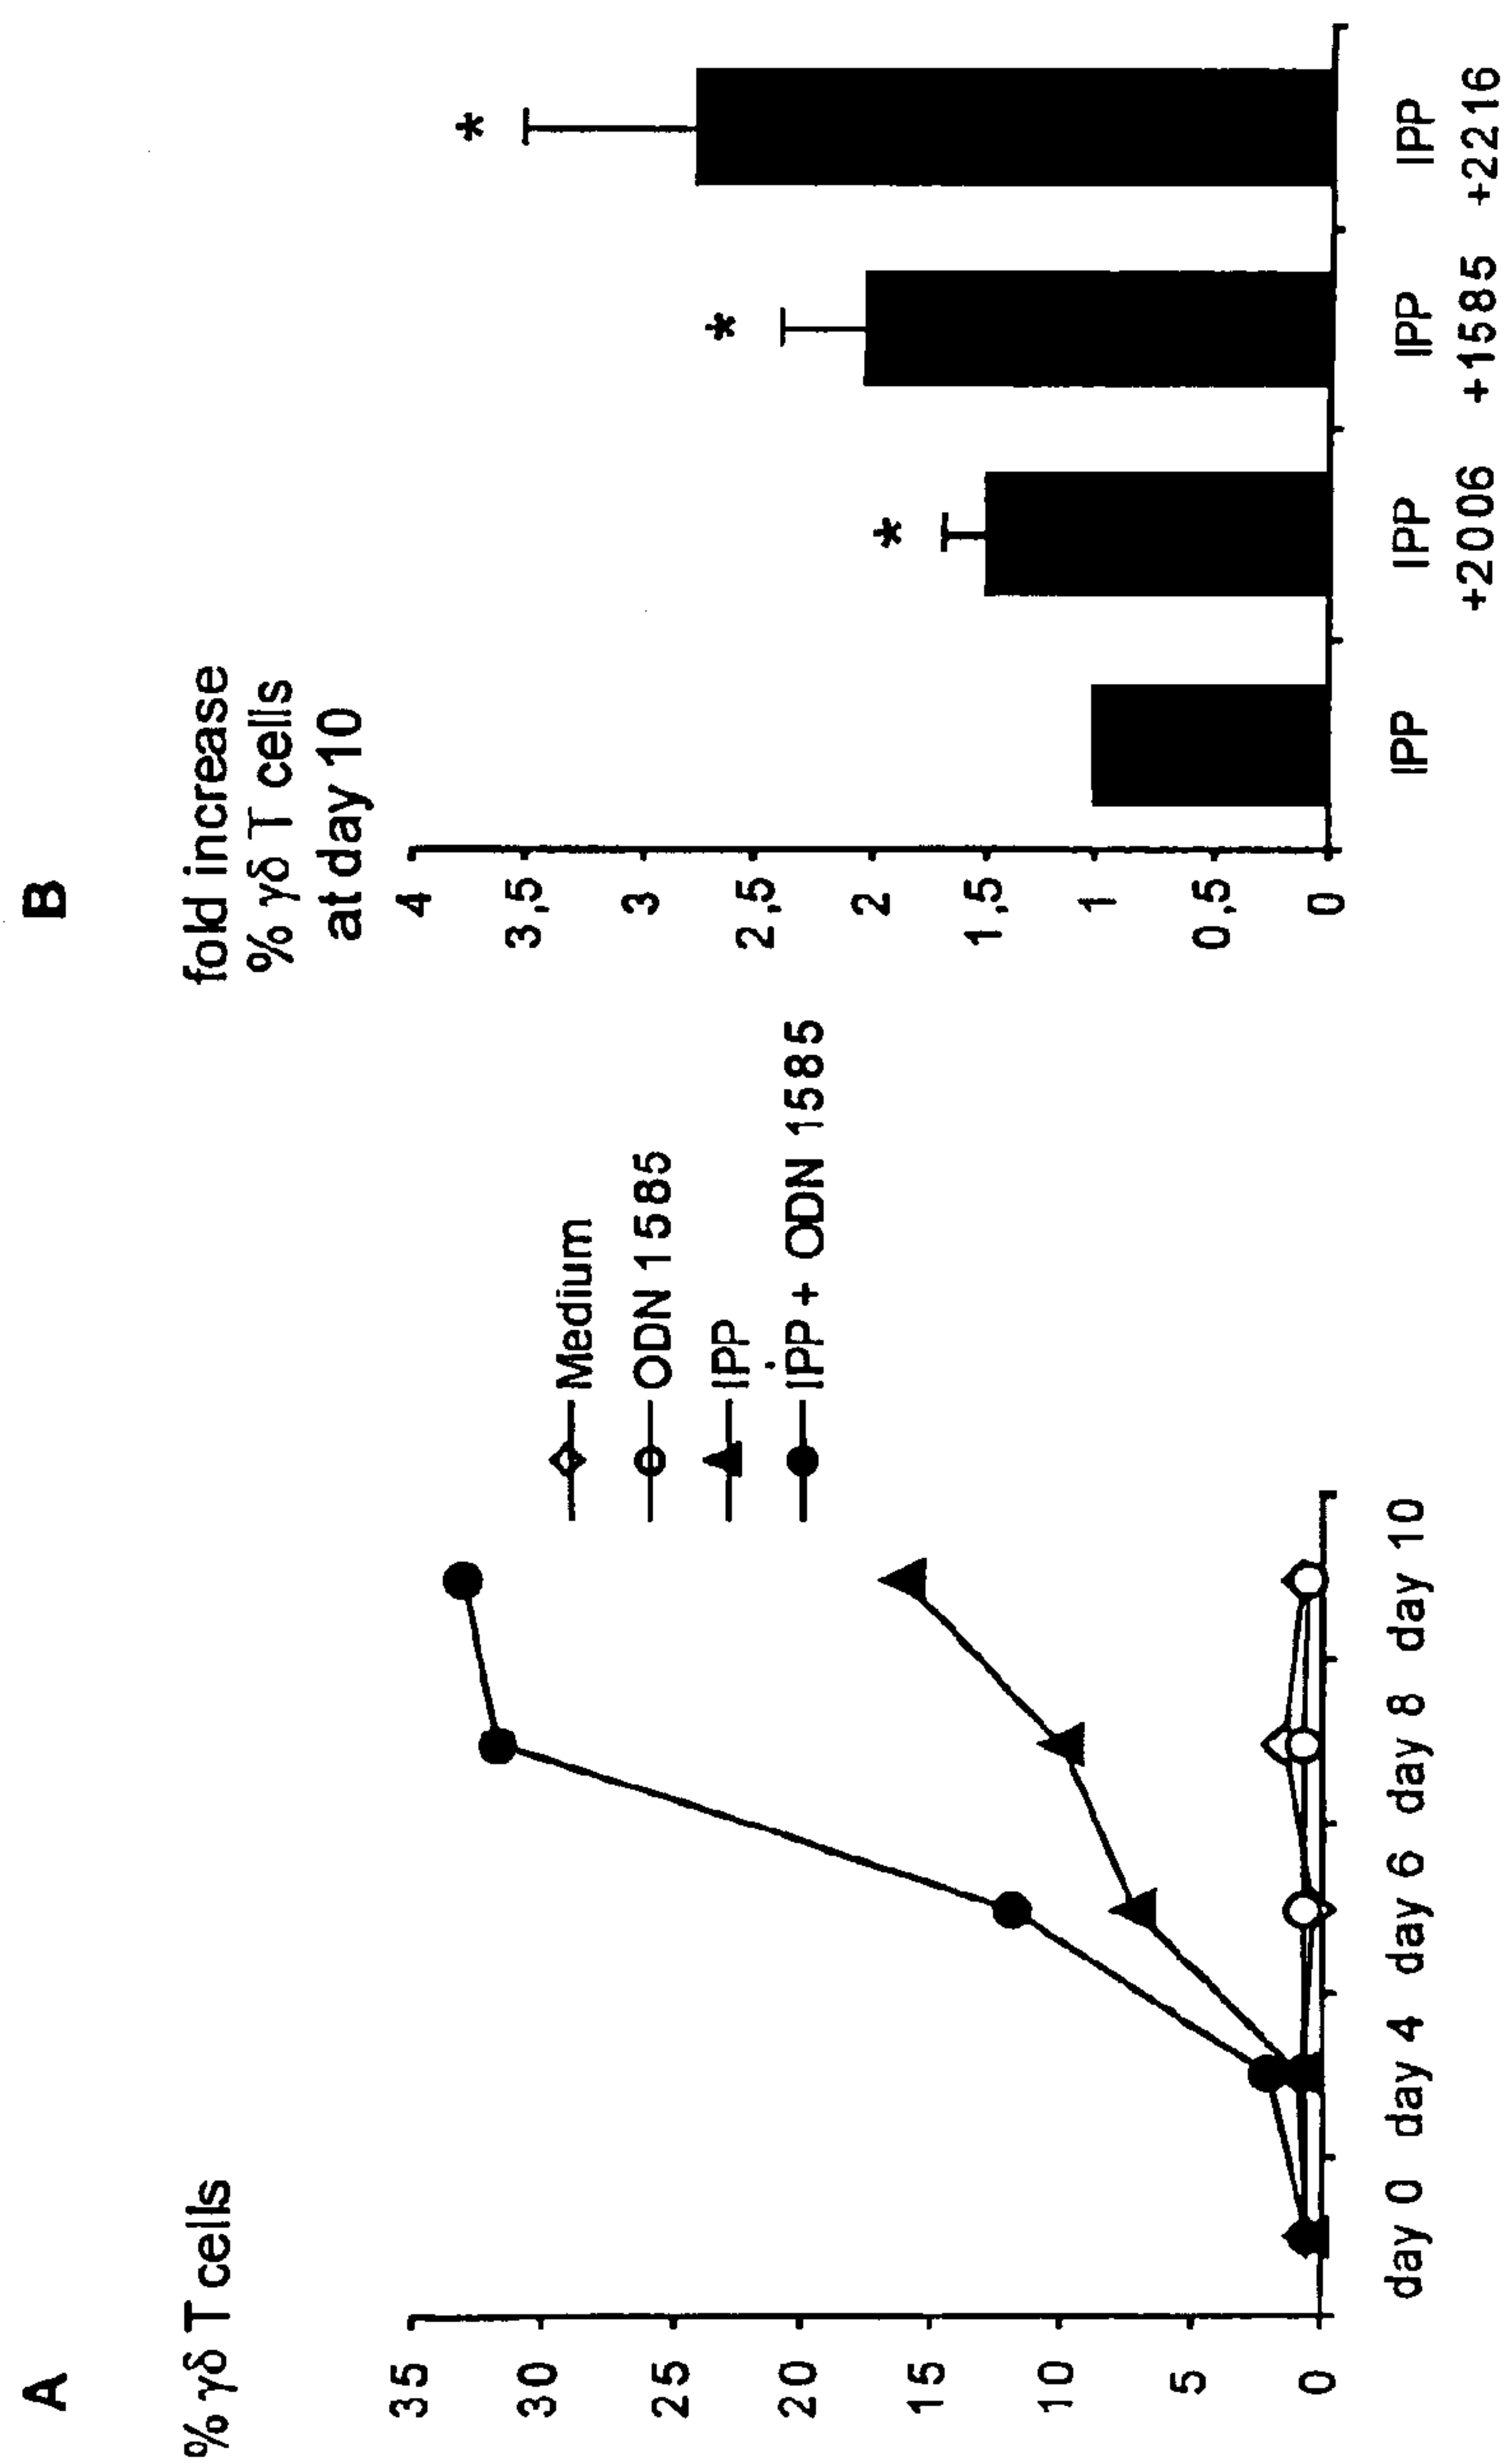 A
% γδ T cells
35
30
25
20
15
10
5
0
day 0 day 4 day 6 day 8 day 10
Medium
ODN 1585
IPP
IPP + ODN 1585
B
fold increase
% γδ T cells
at day 10
4
3,5
3
2,5
2
1,5
1
0,5
0
*
*
*
IPP IPP IPP IPP
+2006 +1585 +2216